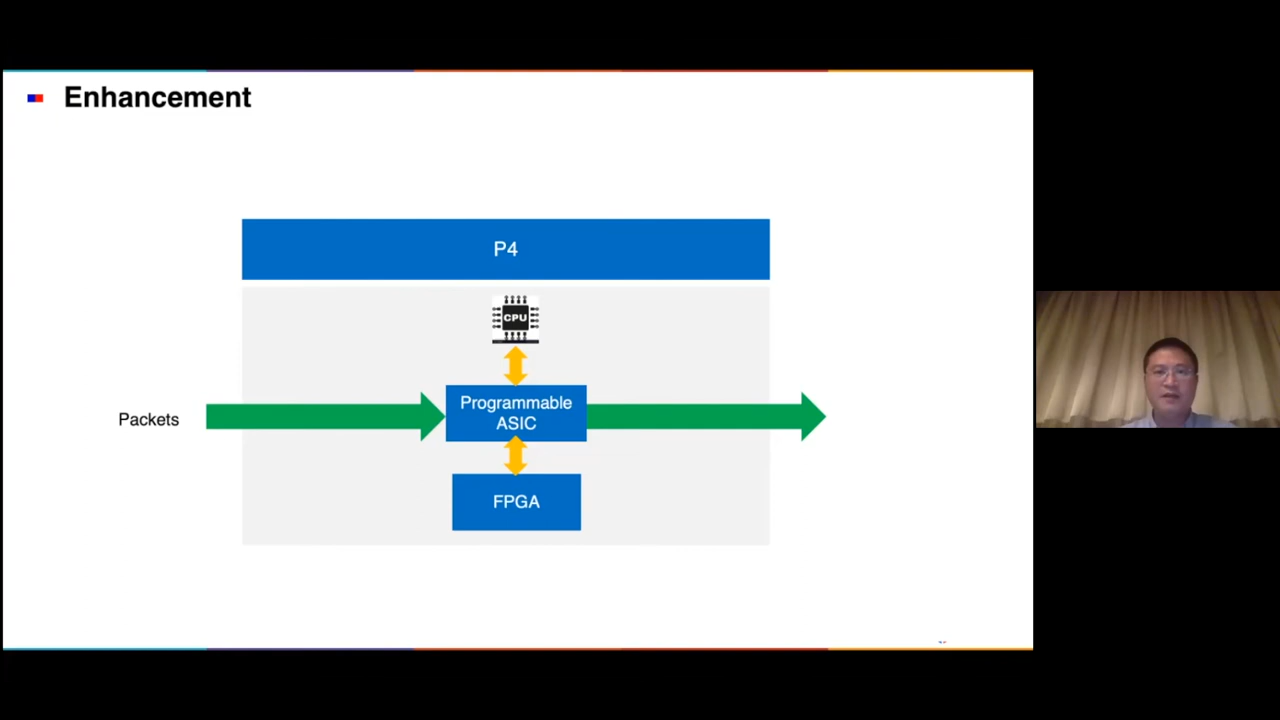 Enhancement
P4
CPU
Programmable
ASIC
Packets
FPGA